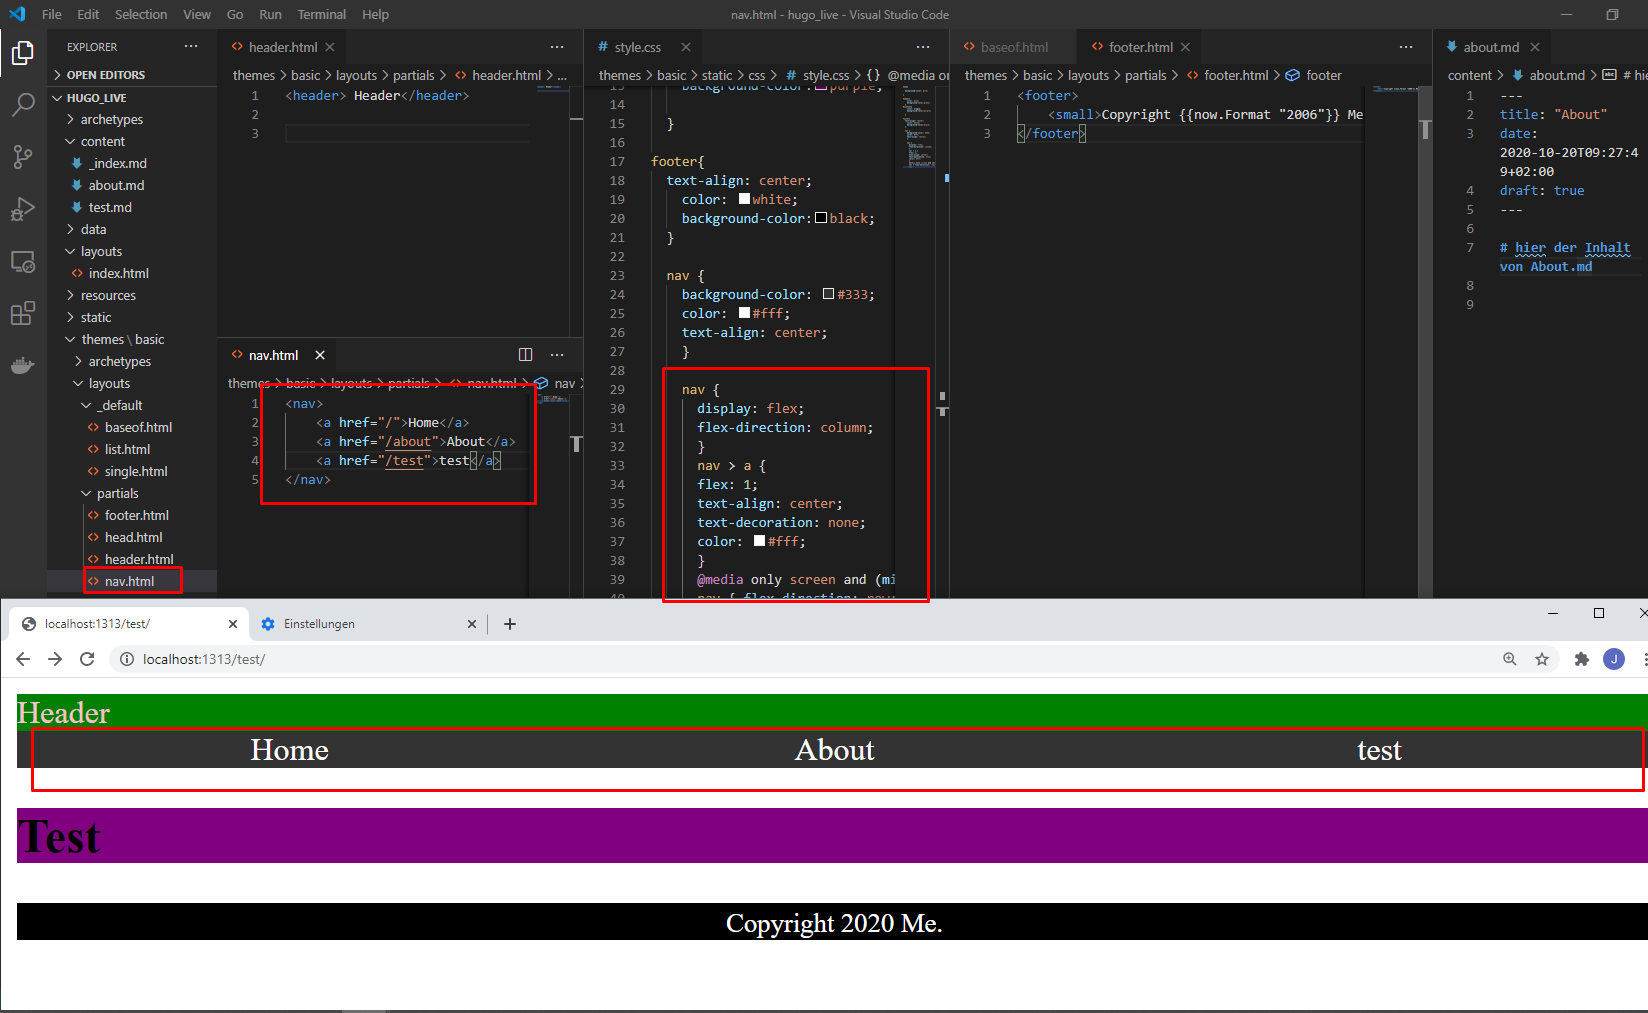 File Edit Selection View Go Run Terminal Help
nav.html - hugo_live - Visual Studio Code
EXPLORER
OPEN EDITORS
HUGO_LIVE
archetypes
content
_index.md
about.md
test.md
data
layouts
index.html
resources
static
themes \ basic
archetypes
layouts
_default
baseof.html
list.html
single.html
partials
footer.html
head.html
header.html
nav.html
header.html
themes > basic > layouts > partials > header.html > ...
1 <header> Header</header>
2
3
nav.html
themes > basic > layouts > partials > nav.html > nav
1 <nav>
2 <a href="/">Home</a>
3 <a href="/about">About</a>
4 <a href="/test">test</a>
5 </nav>
style.css
themes > basic > static > css > style.css > {} @media on
13 background-color: purple;
14
15 }
16
17 footer{
18 text-align: center;
19 color: white;
20 background-color: black;
21 }
22
23 nav {
24 background-color: #333;
25 color: #fff;
26 text-align: center;
27 }
28
29 nav {
30 display: flex;
31 flex-direction: column;
32 }
33 nav > a {
34 flex: 1;
35 text-align: center;
36 text-decoration: none;
37 color: #fff;
38 }
39 @media only screen and (mi
40 nav { flex-direction: row;
baseof.html
footer.html
themes > basic > layouts > partials > footer.html > footer
1 <footer>
2 <small>Copyright {{now.Format "2006"}} Me
3 </footer>
about.md
content > about.md > # hie
1 ---
2 title: "About"
3 date:
2020-10-20T09:27:4
9+02:00
4 draft: true
5 ---
6
7 # hier der Inhalt
von About.md
8
9
localhost:1313/test/
Einstellungen
localhost:1313/test/
J
Header
Home About test
Test
Copyright 2020 Me.